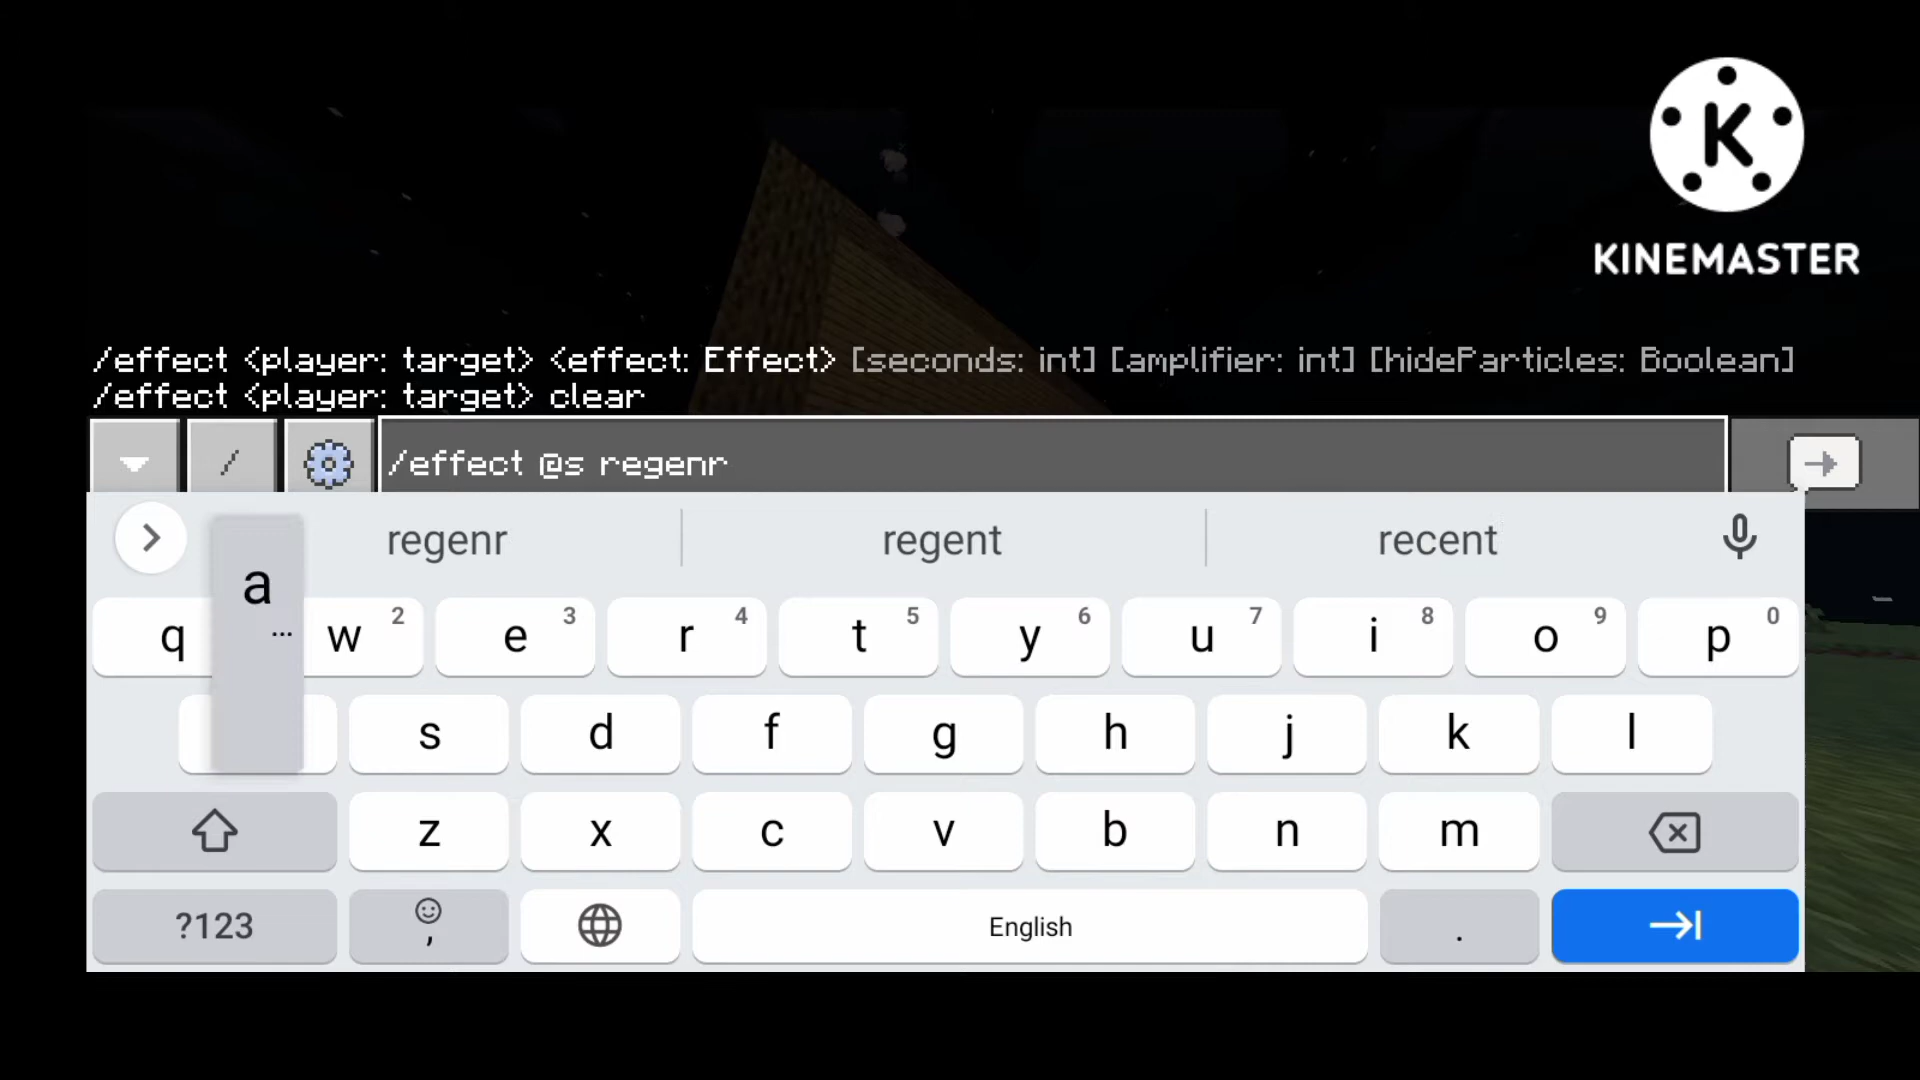 K
KINEMASTER
/effect <player: target> <effect: Effect> [seconds: int] [amplifier: int] [hideParticles: Boolean]
/effect <player: target> clear
/ /effect @s regenr
regenr regent recent
a
...
q w 2 e 3 r 4 t 5 y 6 u 7 i 8 o 9 p 0
s d f g h j k l
z x c v b n m
?123 , English .